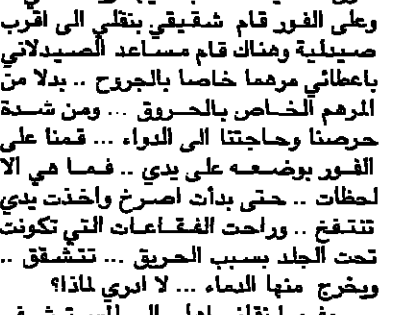 وعلى الفور قام شقيقي بنقلي الى اقرب
صيدلية وهناك قام مساعد الصيدلاني
باعطائي مرهما خاصا بالجروح .. بدلا من
المرهم الخاص بالحروق ... ومن شدة
حرصنا وحاجتنا الى الدواء ... قمنا على
الفور بوضعه على يدي .. فما هي الا
لحظات .. حتى بدأت اصرخ واخذت يدي
تنتفخ .. وراحت الفقاعات التي تكونت
تحت الجلد بسبب الحريق ... تتشقق ..
ويخرج منها الدماء ... لا ادري لماذا؟